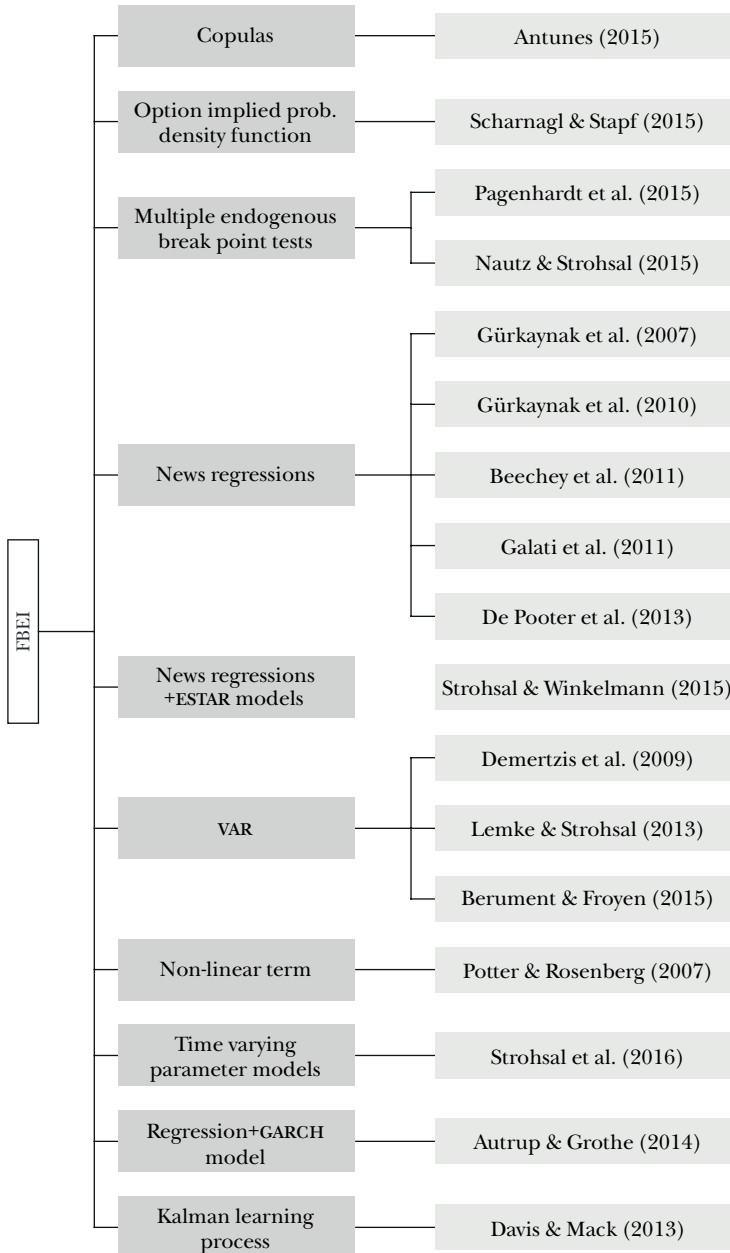 FBEI
Copulas
Antunes (2015)
Option implied prob.
density function
Scharnagl & Stapf (2015)
Multiple endogenous
break point tests
Pagenhardt et al. (2015)
Nautz & Strohsal (2015)
News regressions
Gürkaynak et al. (2007)
Gürkaynak et al. (2010)
Beechey et al. (2011)
Galati et al. (2011)
De Pooter et al. (2013)
News regressions
+ESTAR models
Strohsal & Winkelmann (2015)
VAR
Demertzis et al. (2009)
Lemke & Strohsal (2013)
Berument & Froyen (2015)
Non-linear term
Potter & Rosenberg (2007)
Time varying
parameter models
Strohsal et al. (2016)
Regression+GARCH
model
Autrup & Grothe (2014)
Kalman learning
process
Davis & Mack (2013)